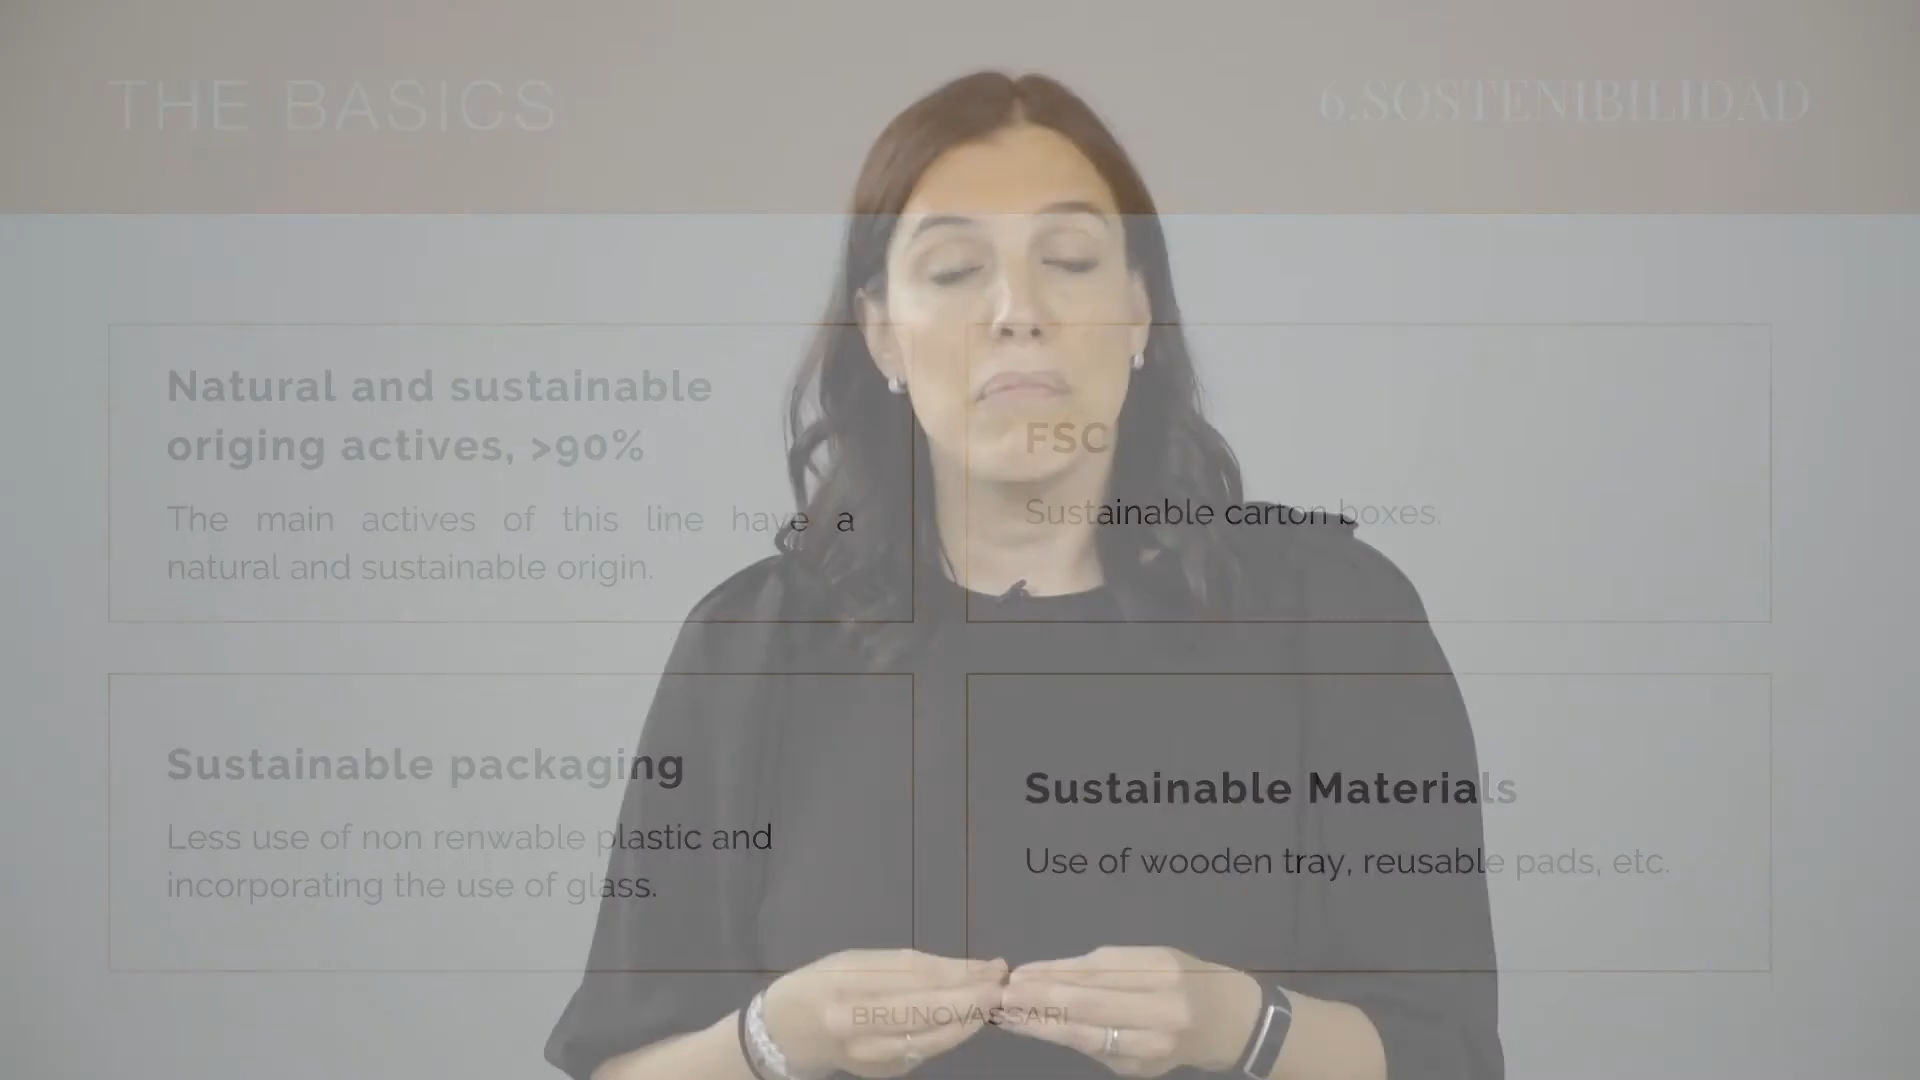 THE BASICS
6.SOSTENIBILIDAD
Natural and sustainable
origing actives, >90%
The main actives of this line have a
natural and sustainable origin.
FSC
Sustainable carton boxes.
Sustainable packaging
Less use of non renwable plastic and
incorporating the use of glass.
Sustainable Materials
Use of wooden tray, reusable pads, etc.
BRUNOVASSARI